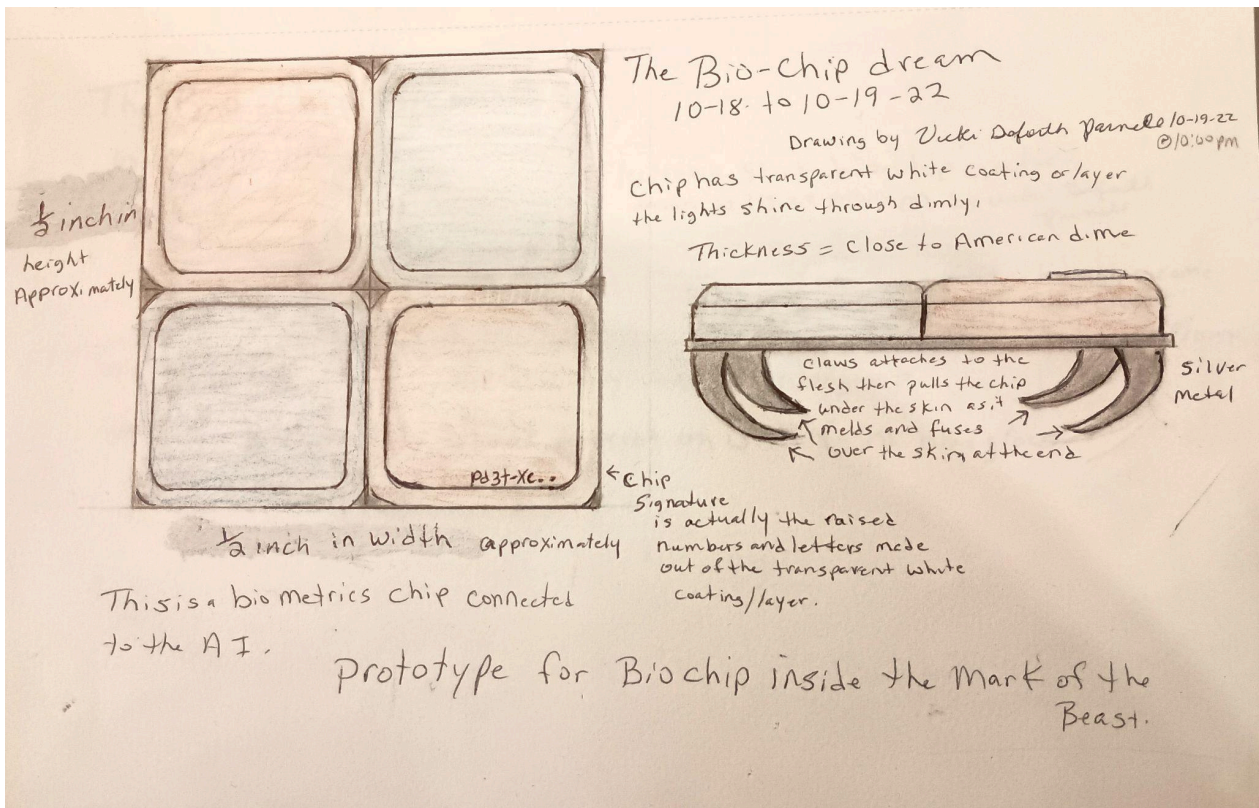 The Bio-Chip dream
10-18. to 10-19-22
Drawing by Vicki Goforth Parnell 10-19-22
@10:00pm
Chip has transparent white coating or layer
the lights shine through dimly,
Thickness = Close to American dime
1/2 inch in
height
Approximately
Claws attaches to the
flesh then pulls the chip
under the skin as it
melds and fuses
over the skin, at the end
Silver
Metal
Pd3t-Xc..
←Chip
Signature
is actually the raised
numbers and letters made
out of the transparent white
coating/layer.
1/2 inch in width approximately
This is a biometrics chip connected
to the AI.
Prototype for Biochip inside the Mark of the
Beast.